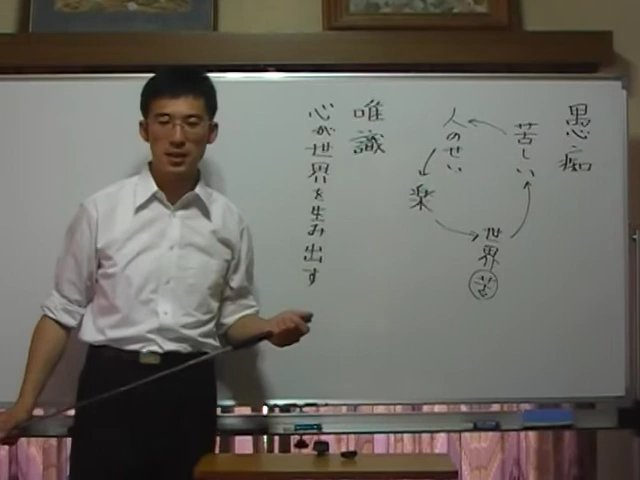 愚痴
苦しい
人のせい
楽
世界
苦
唯識
心が世界を生み出す